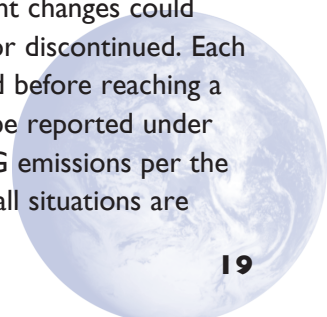 nt changes could
or discontinued. Each
d before reaching a
be reported under
G emissions per the
all situations are
19